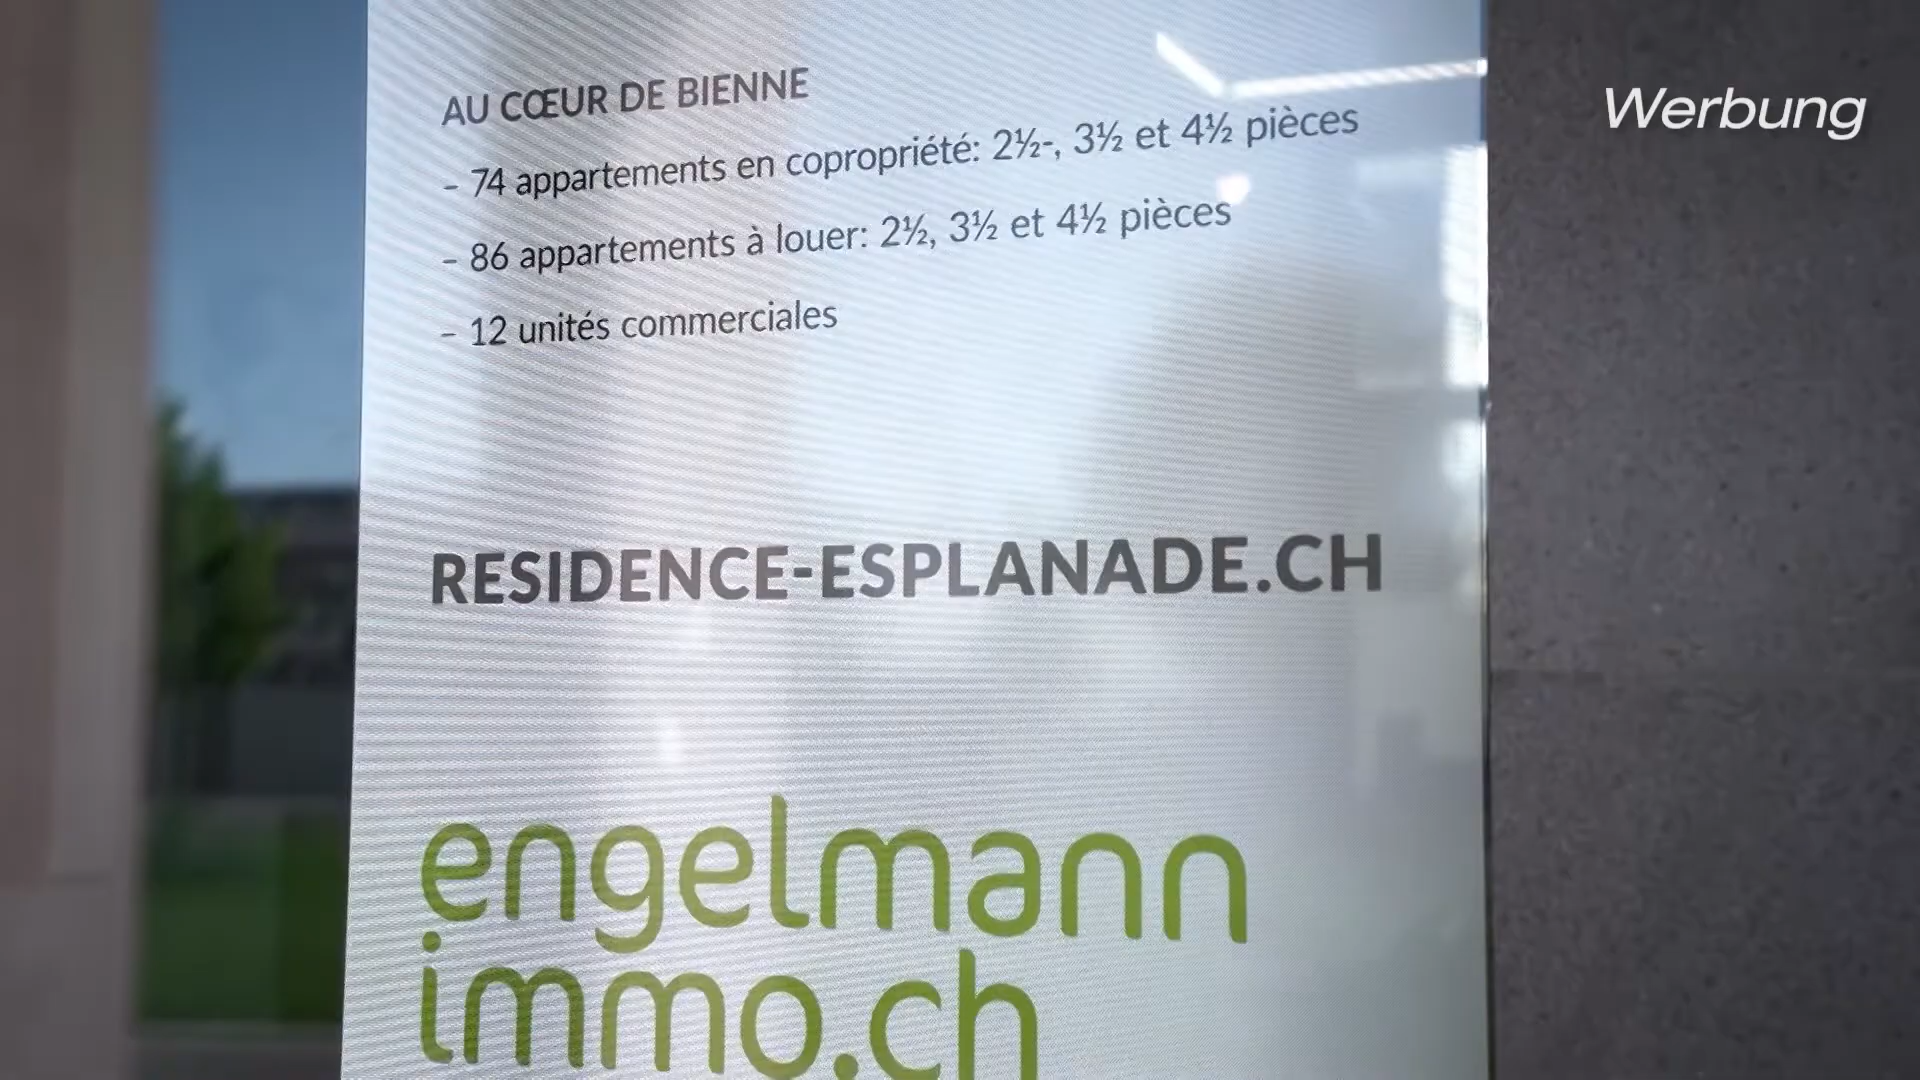 Werbung
AU CŒUR DE BIENNE
– 74 appartements en copropriété: 2½-, 3½ et 4½ pièces
– 86 appartements à louer: 2½, 3½ et 4½ pièces
– 12 unités commerciales
RESIDENCE-ESPLANADE.CH
engelmann
immo.ch